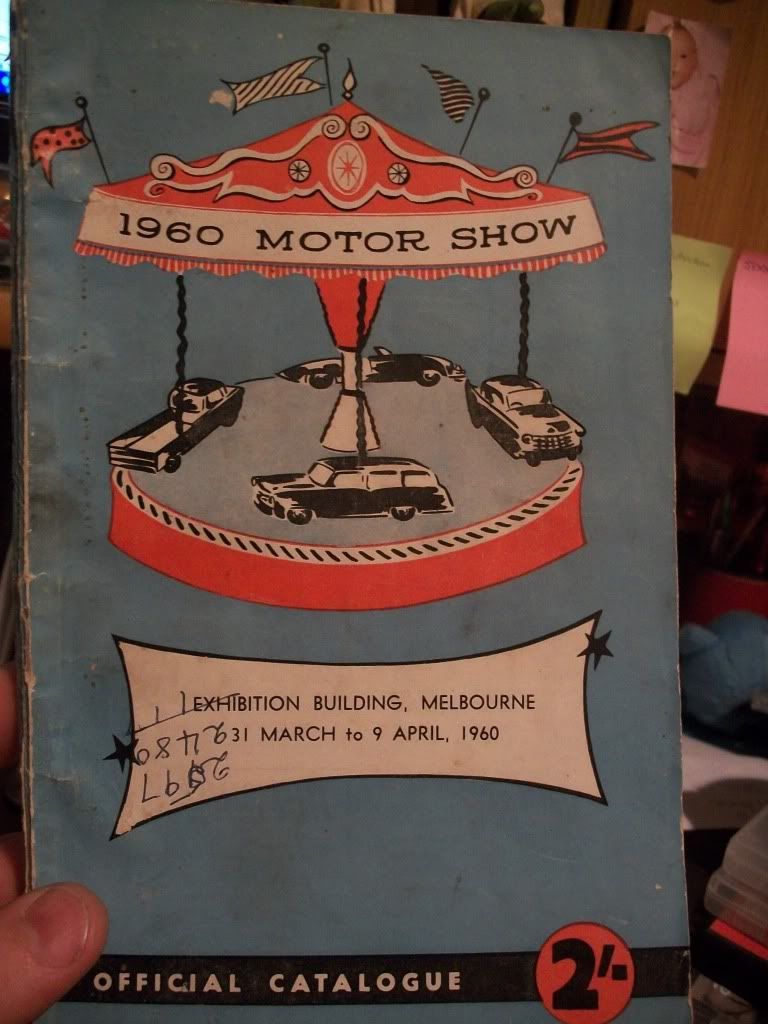 1960 MOTOR SHOW
EXHIBITION BUILDING, MELBOURNE
31 MARCH to 9 APRIL, 1960
OFFICIAL CATALOGUE
2/-